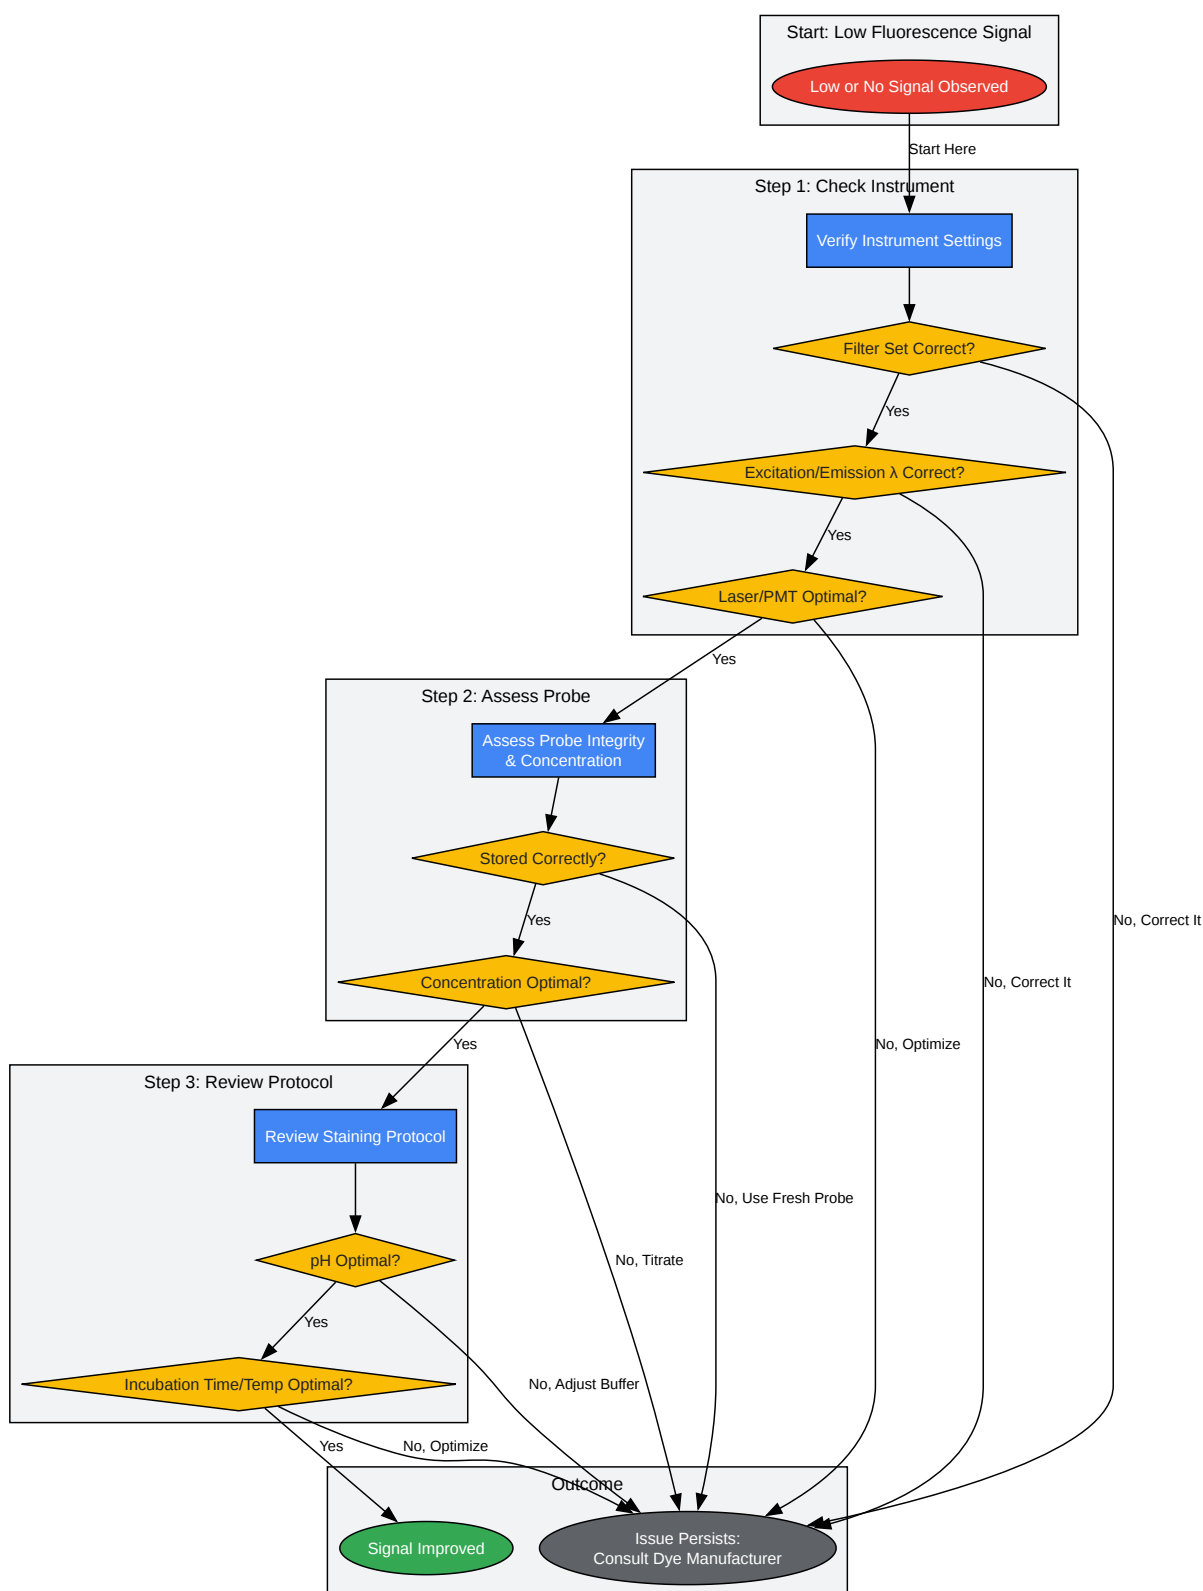 Start: Low Fluorescence Signal
Low or No Signal Observed
Start Here
Step 1: Check Instrument
Verify Instrument Settings
Filter Set Correct?
Yes
Excitation/Emission λ Correct?
Yes
Laser/PMT Optimal?
Yes
Step 2: Assess Probe
Assess Probe Integrity
& Concentration
Stored Correctly?
Yes
No, Correct It
Concentration Optimal?
No, Correct It
Yes
No, Optimize
Step 3: Review Protocol
Review Staining Protocol
No, Use Fresh Probe
pH Optimal?
No, Titrate
Yes
Incubation Time/Temp Optimal?
No, Adjust Buffer
Yes
No, Optimize
Outcome
Signal Improved
Issue Persists:
Consult Dye Manufacturer